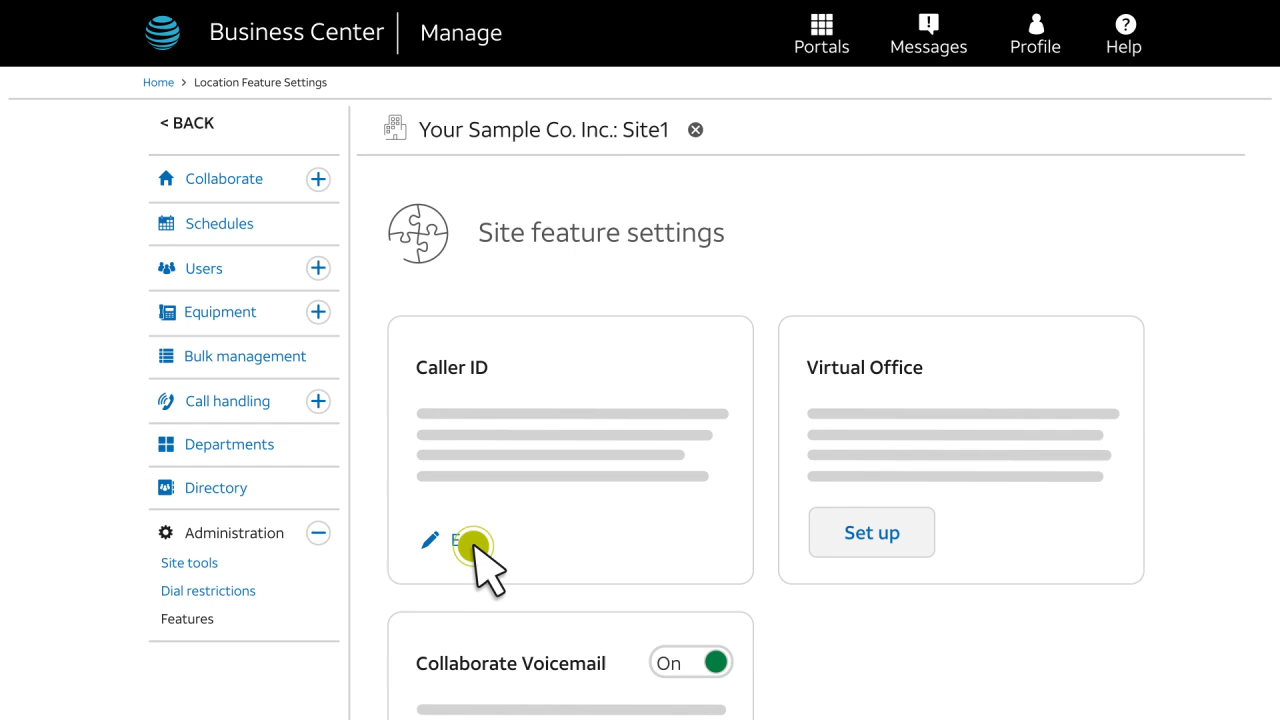 Business Center
Manage
Portals
Messages
Profile
Help
Home > Location Feature Settings
< BACK
Your Sample Co. Inc.: Site1
Collaborate
Schedules
Users
Equipment
Bulk management
Call handling
Departments
Directory
Administration
Site tools
Dial restrictions
Features
Site feature settings
Caller ID
Virtual Office
Set up
Collaborate Voicemail
On